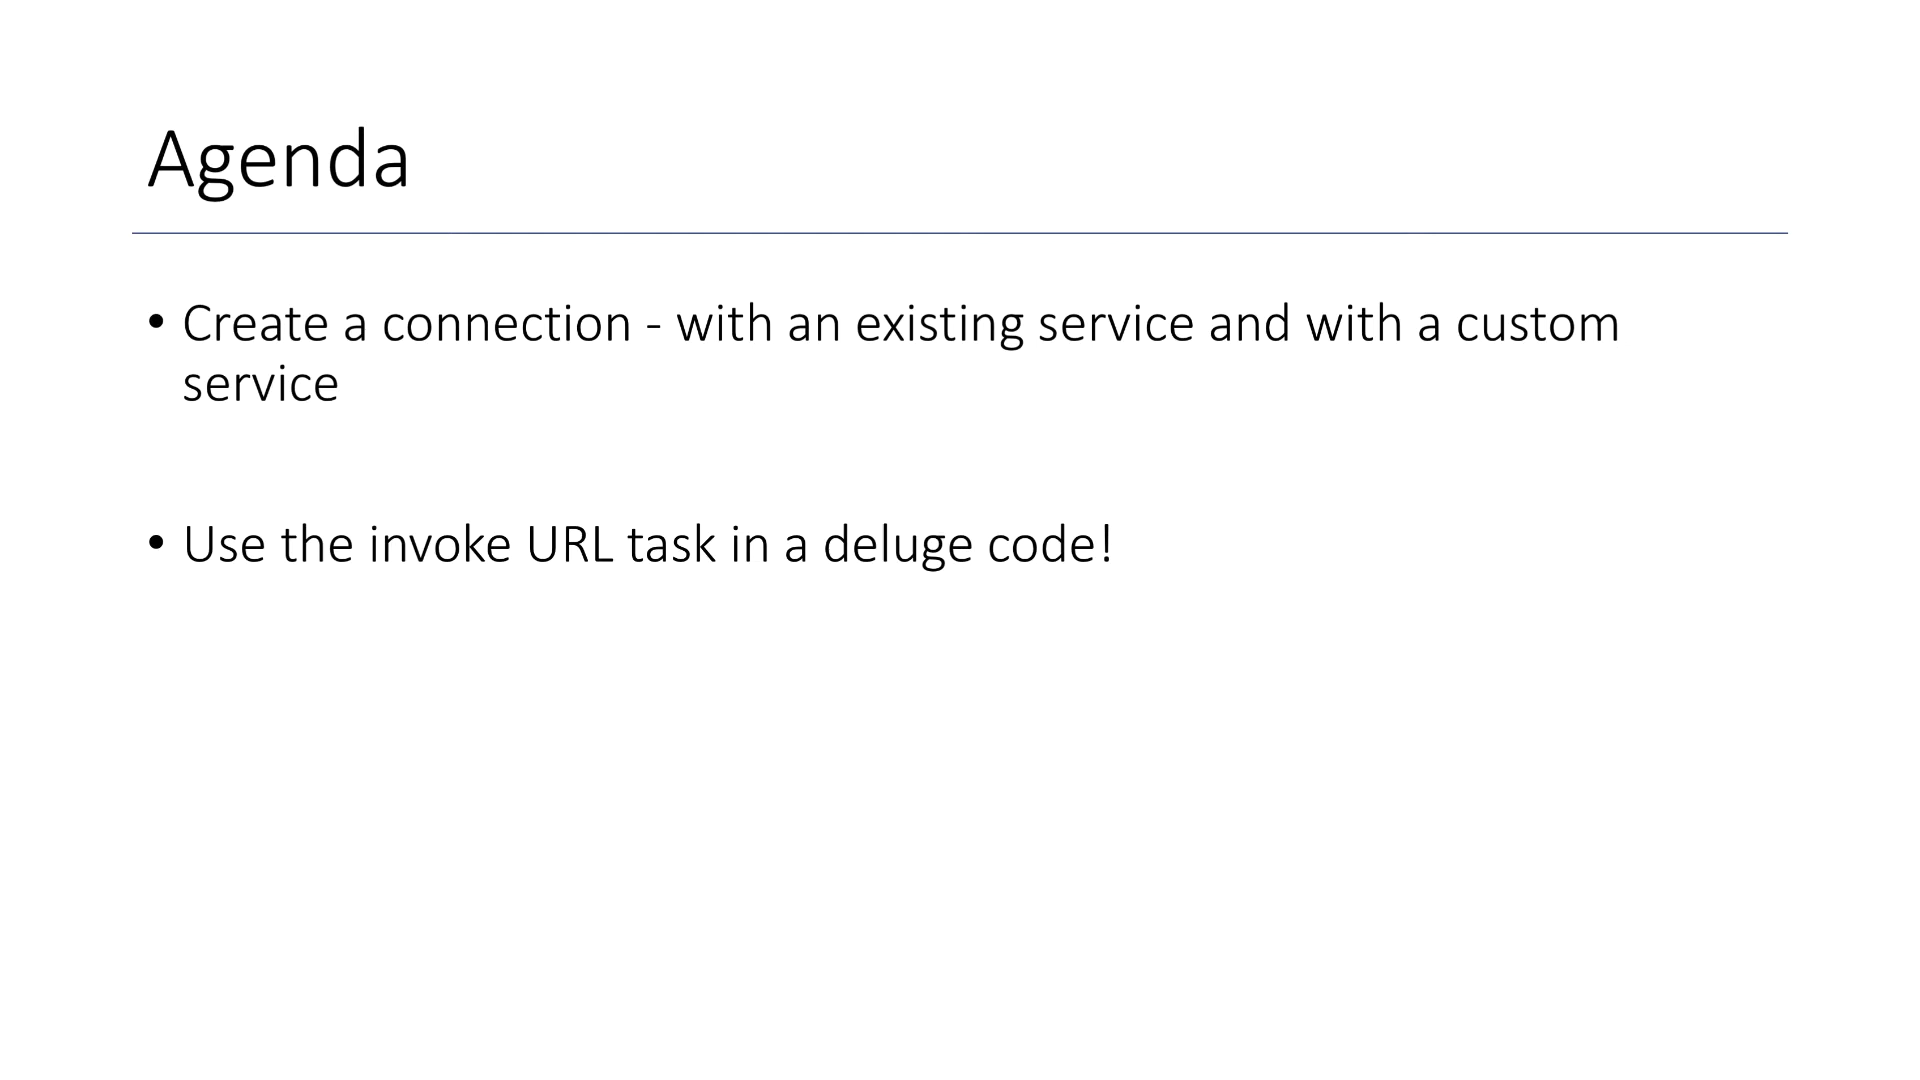 Agenda
• Create a connection - with an existing service and with a custom
service
• Use the invoke URL task in a deluge code!